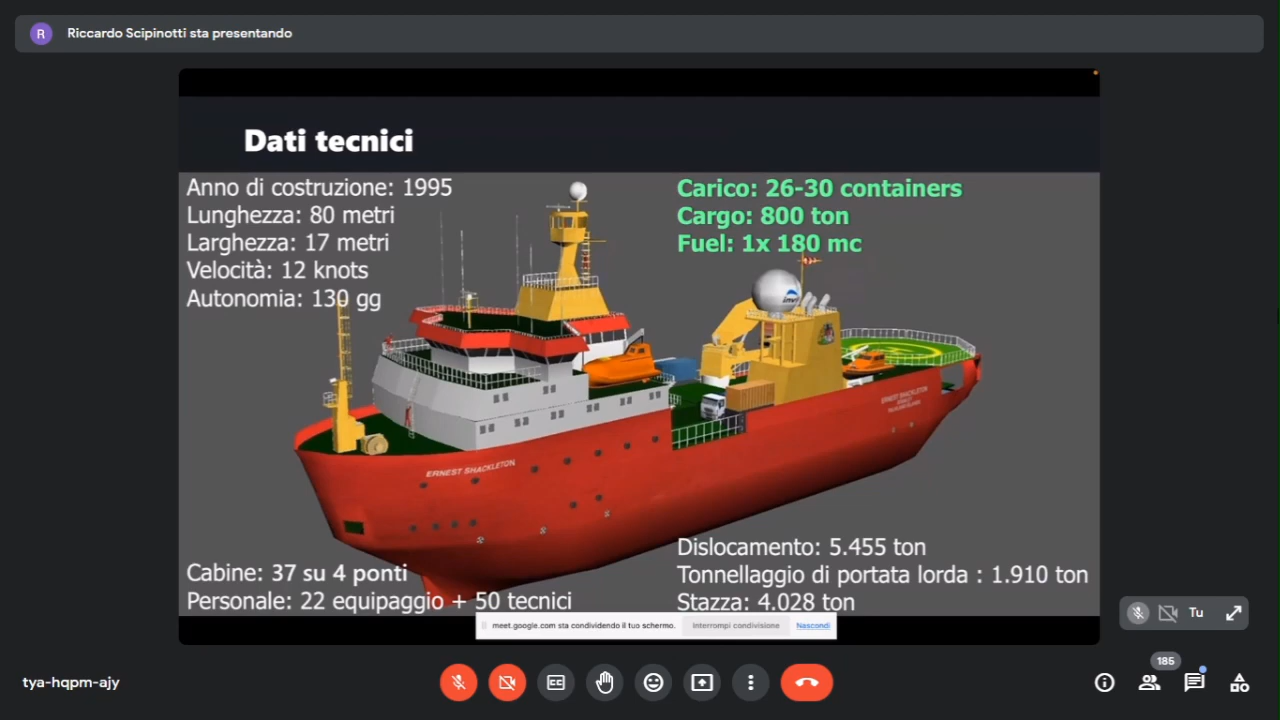 R
Riccardo Scipinotti sta presentando
Dati tecnici
Anno di costruzione: 1995
Lunghezza: 80 metri
Larghezza: 17 metri
Velocità: 12 knots
Autonomia: 130 gg
Carico: 26-30 containers
Cargo: 800 ton
Fuel: 1x 180 mc
ERNEST SHACKLETON
ERNEST SHACKLETON
Cabine: 37 su 4 ponti
Personale: 22 equipaggio + 50 tecnici
Dislocamento: 5.455 ton
Tonnellaggio di portata lorda : 1.910 ton
Stazza: 4.028 ton
meet.google.com sta condividendo il tuo schermo.
Interrompi condivisione
Nascondi
Tu
tya-hqpm-ajy
CC
185